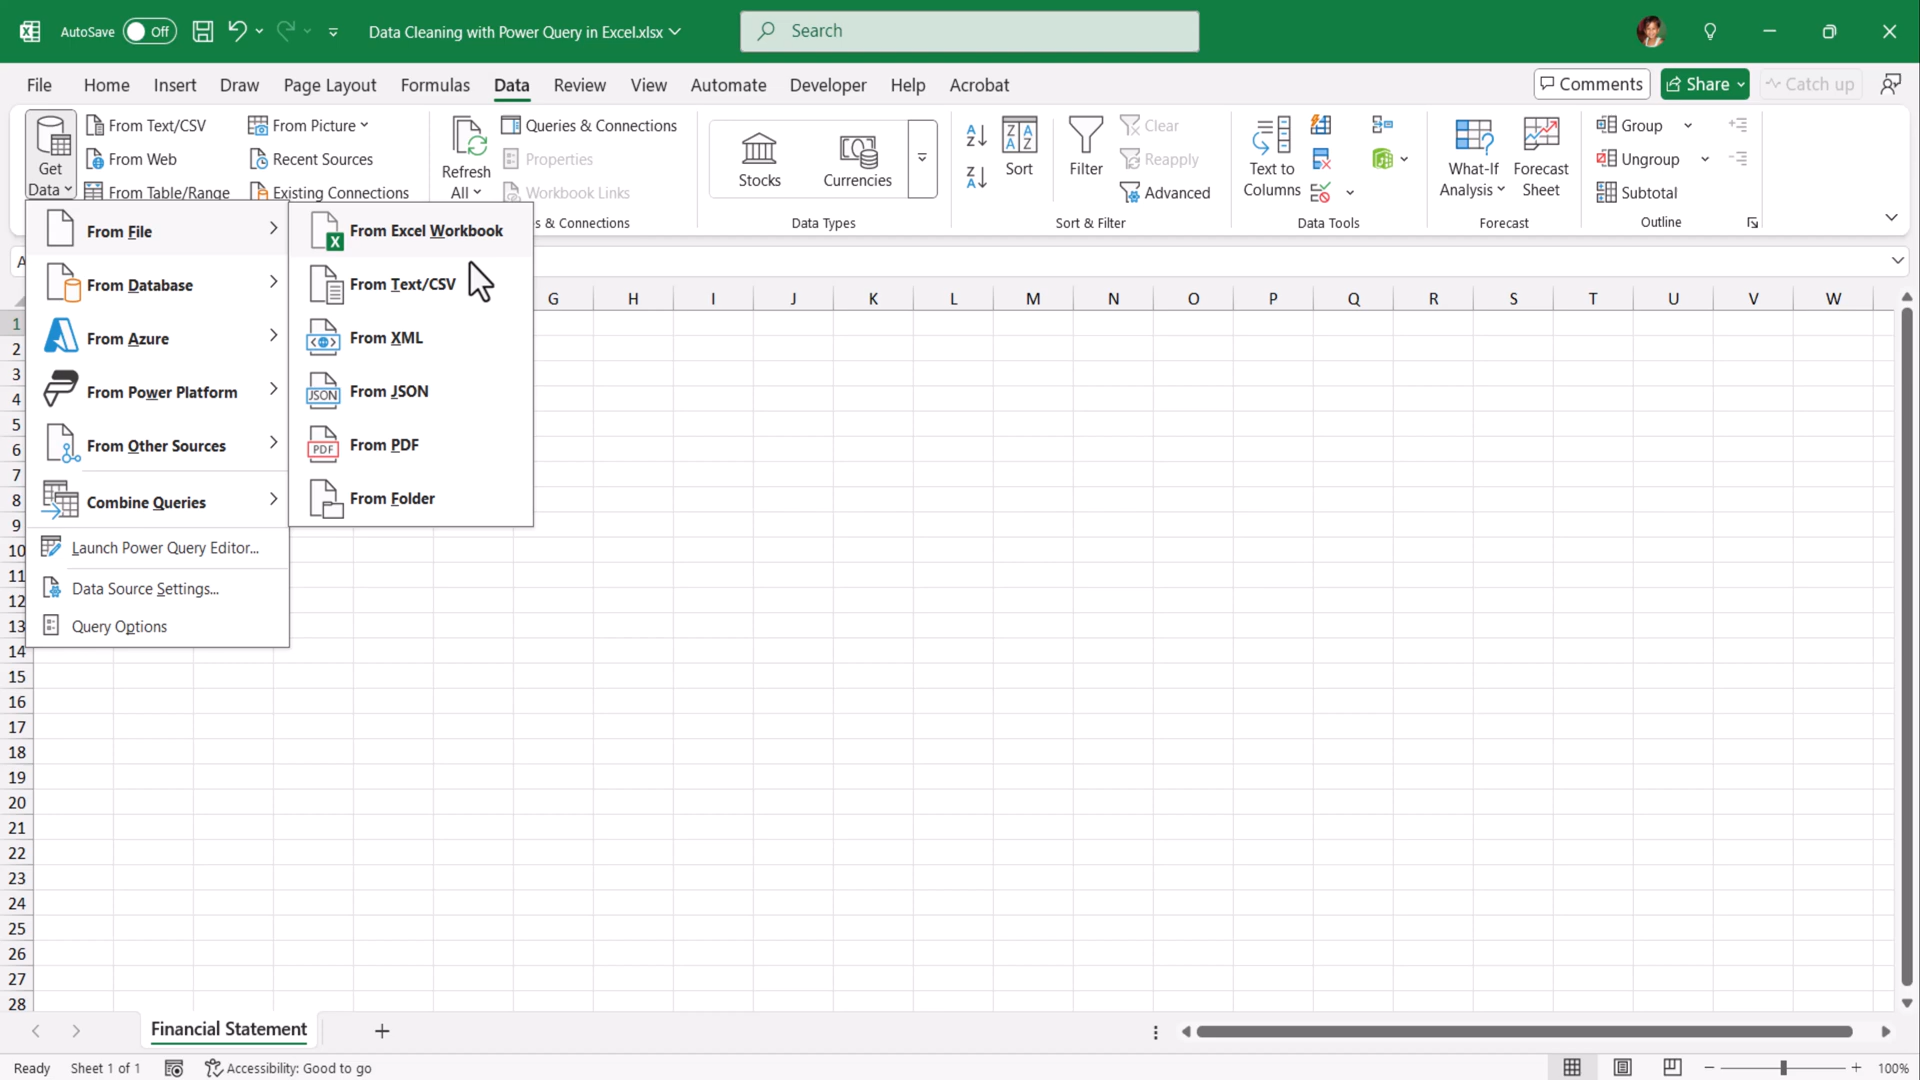 AutoSave Off Data Cleaning with Power Query in Excel.xlsx Search
File Home Insert Draw Page Layout Formulas Data Review View Automate Developer Help Acrobat Comments Share Catch up
Get Data
From Text/CSV
From Web
From Table/Range
From Picture
Recent Sources
Existing Connections
Refresh All
Queries & Connections
Properties
Workbook Links
s & Connections
Stocks
Currencies
Data Types
Sort
Filter
Clear
Reapply
Advanced
Sort & Filter
Text to Columns
Data Tools
What-If Analysis
Forecast Sheet
Forecast
Group
Ungroup
Subtotal
Outline
From File
From Database
From Azure
From Power Platform
From Other Sources
Combine Queries
Launch Power Query Editor...
Data Source Settings...
Query Options
From Excel Workbook
From Text/CSV
From XML
JSON From JSON
PDF From PDF
From Folder
G H I J K L M N O P Q R S T U V W
1
2
3
4
5
6
7
8
9
10
11
12
13
14
15
16
17
18
19
20
21
22
23
24
25
26
27
28
Financial Statement
Ready Sheet 1 of 1 Accessibility: Good to go 100%